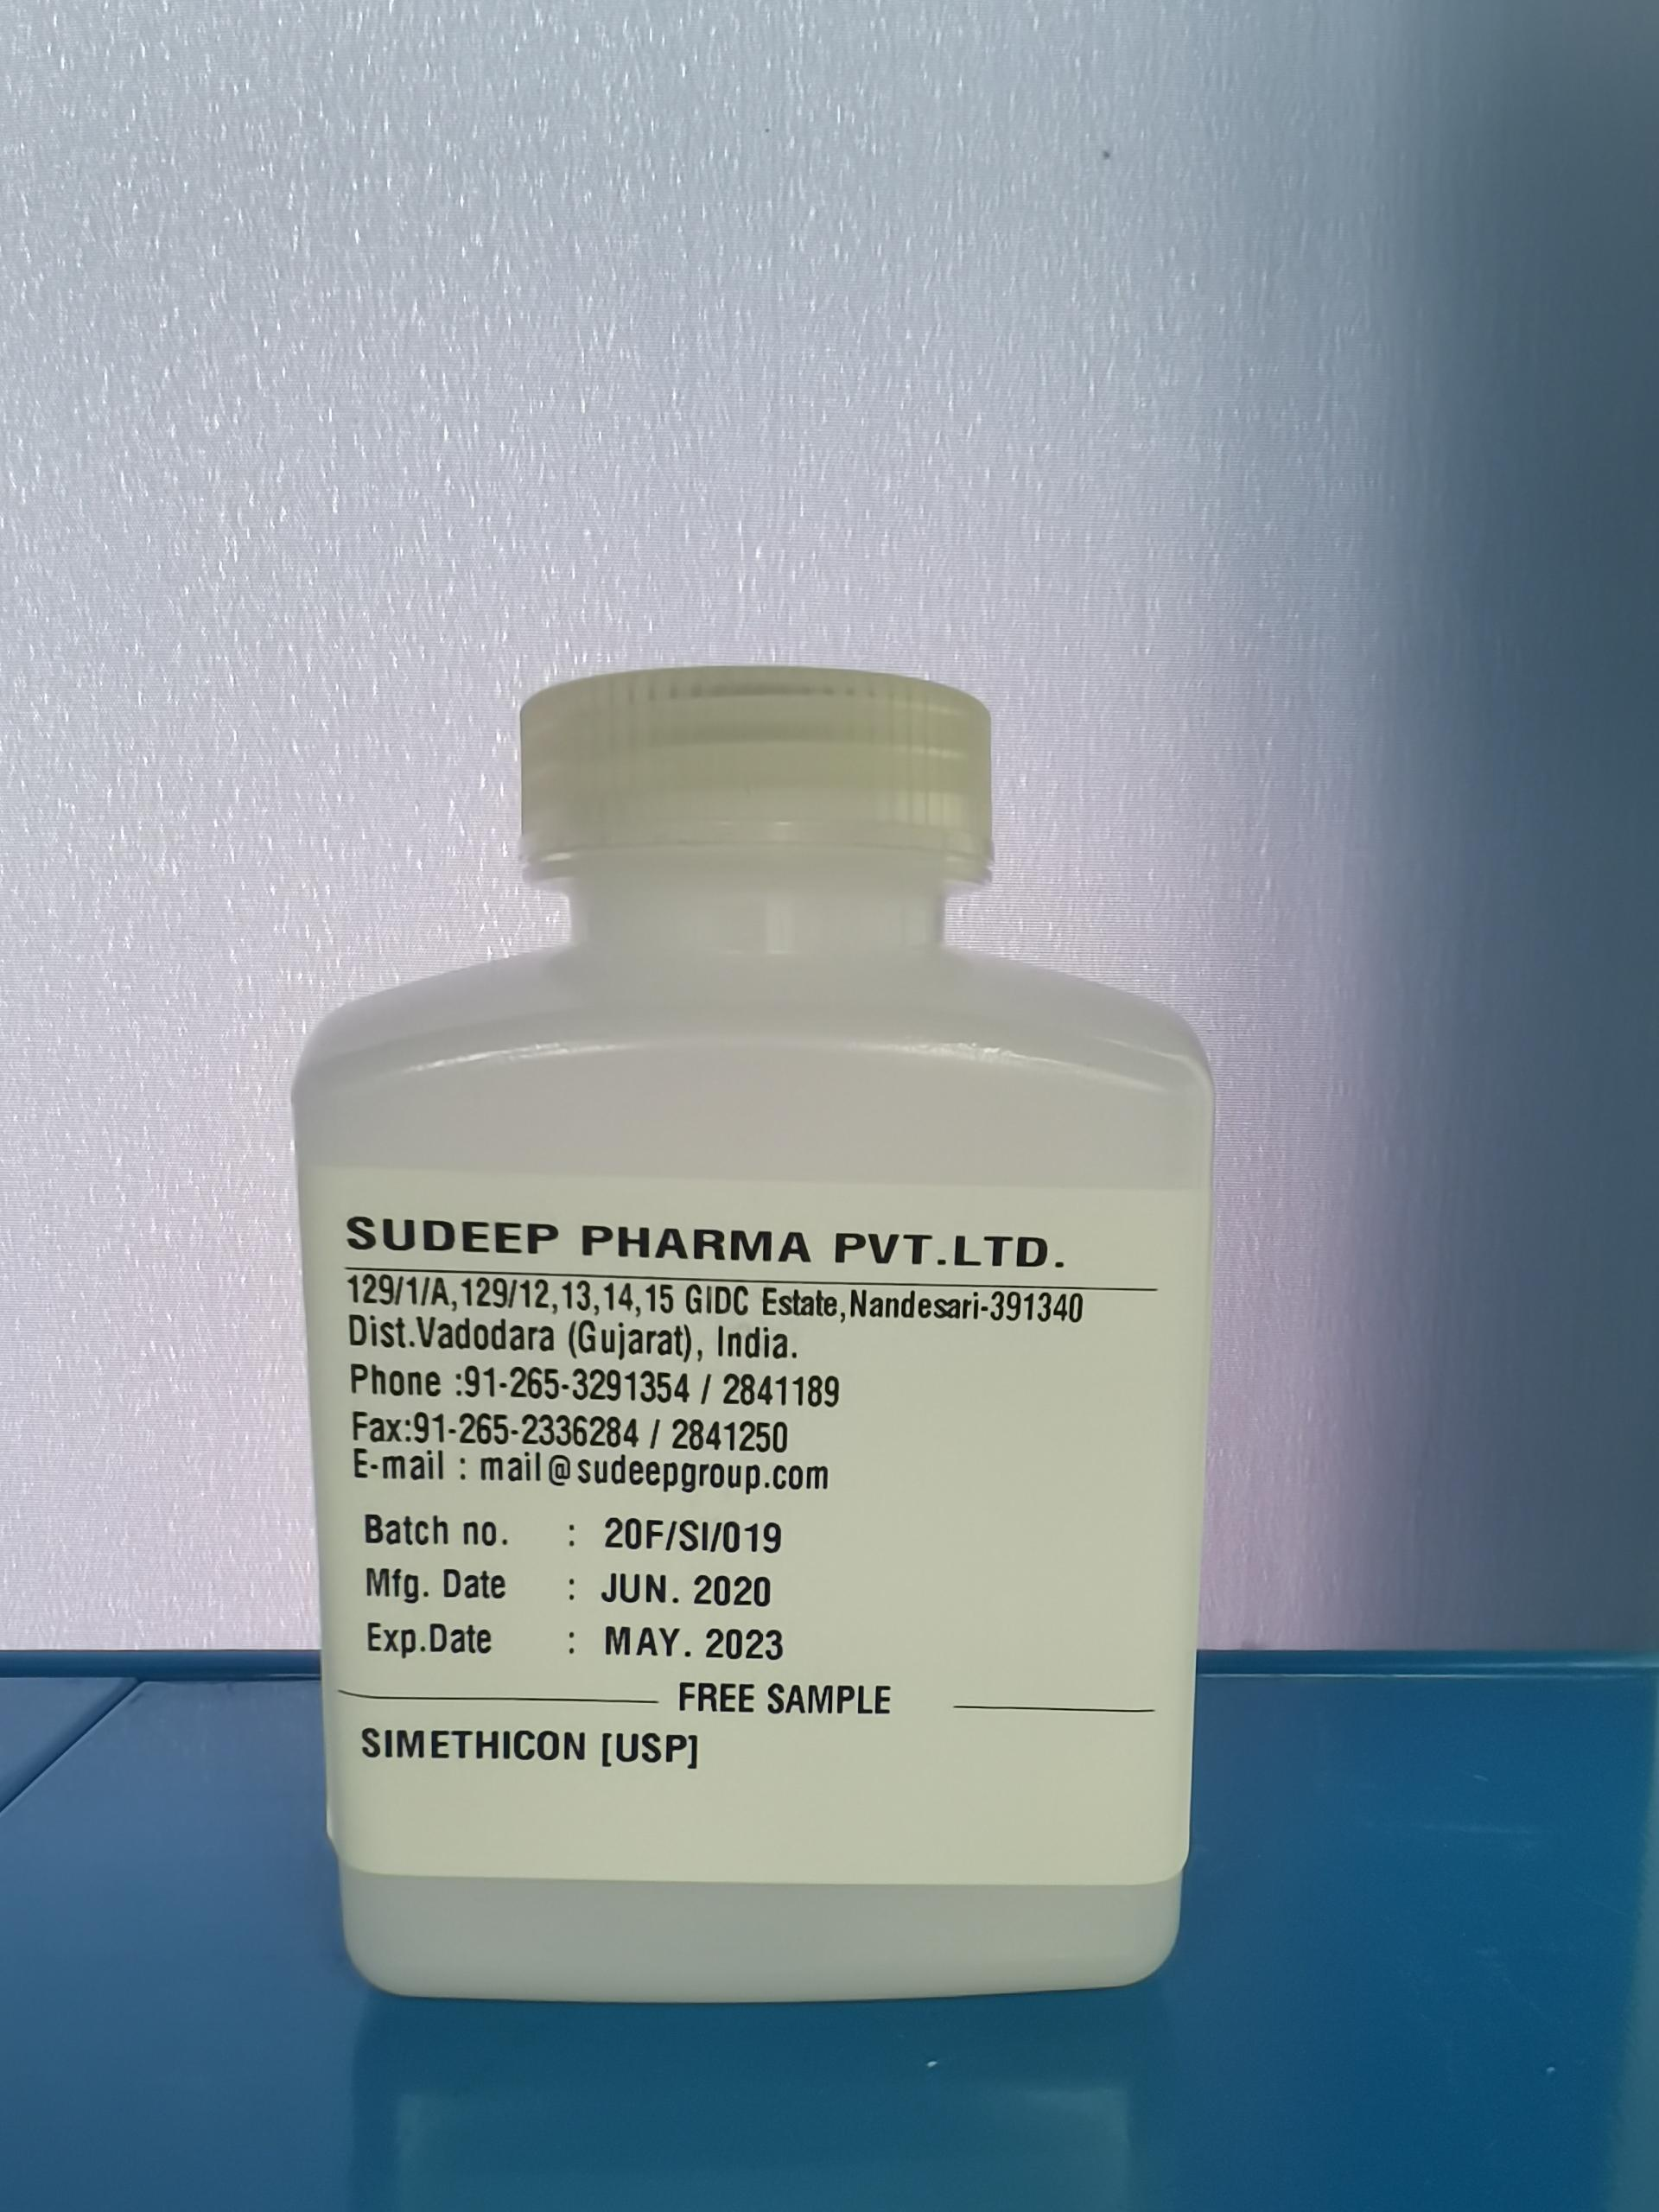 SUDEEP PHARMA PVT.LTD.
129/1/A,129/12,13,14,15 GIDC Estate,Nandesari-391340
Dist.Vadodara (Gujarat), India.
Phone :91-265-3291354 / 2841189
Fax:91-265-2336284 / 2841250
E-mail : mail@sudeepgroup.com
Batch no. : 20F/SI/019
Mfg. Date : JUN. 2020
Exp.Date : MAY. 2023
FREE SAMPLE
SIMETHICON [USP]